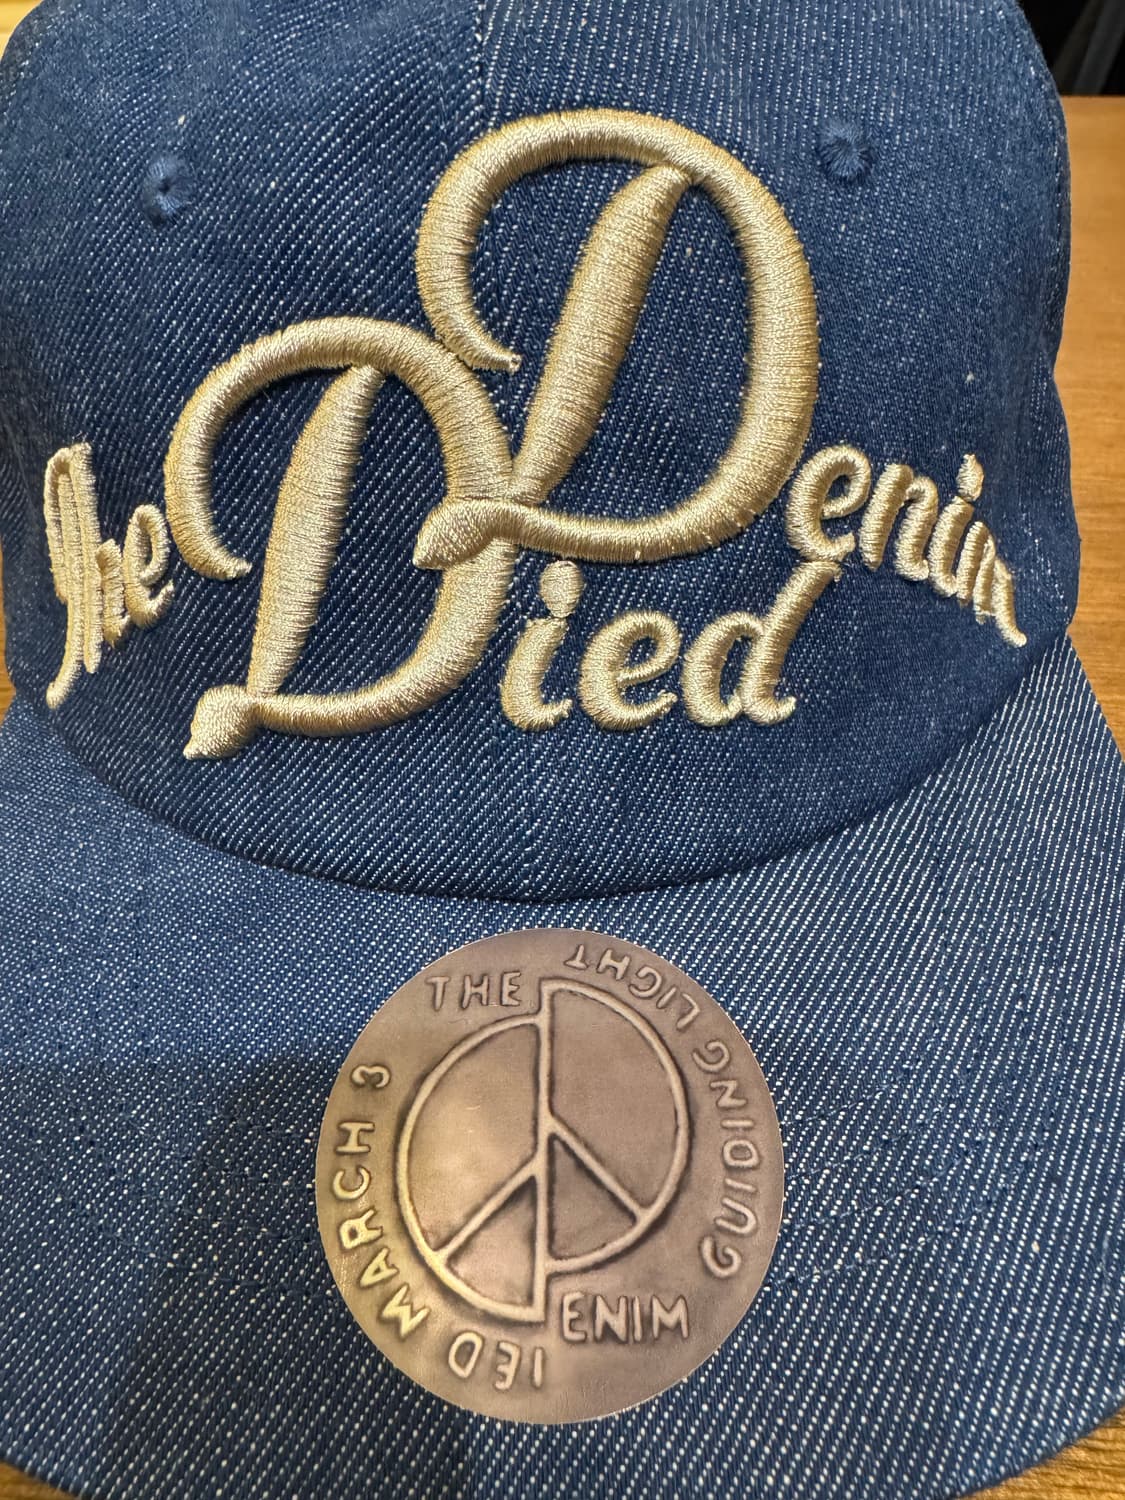 the Denim
Died
THE
ENIM
IED MARCH 3
GUIDING LIGHT